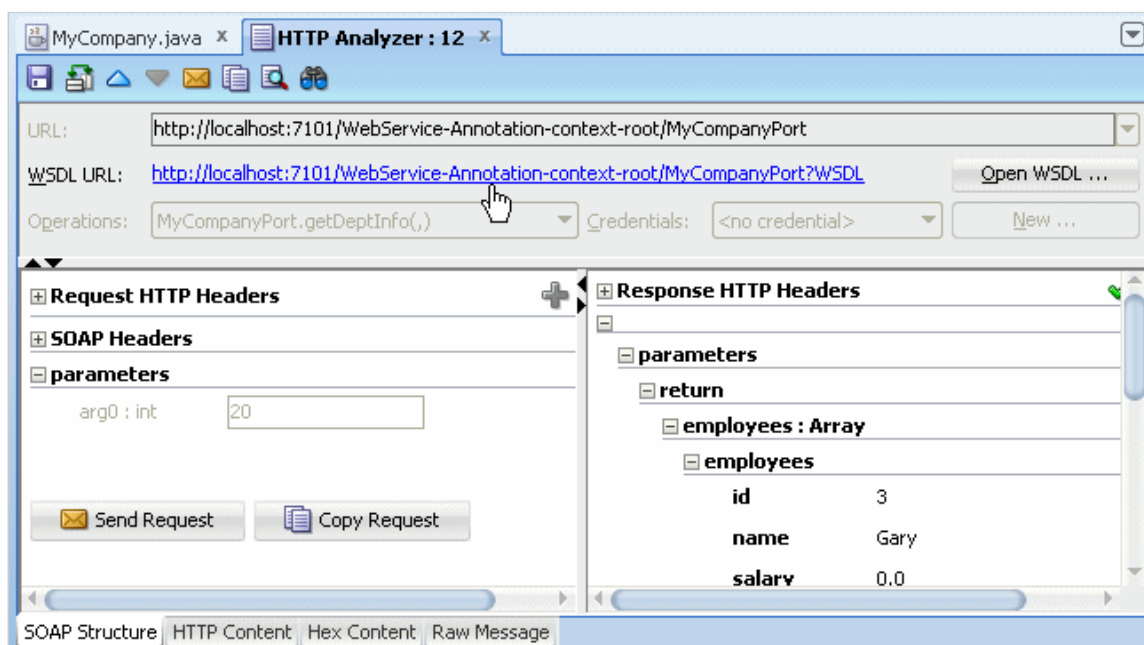 MyCompany.java x HTTP Analyzer : 12 x
URL: http://localhost:7101/WebService-Annotation-context-root/MyCompanyPort
WSDL URL: http://localhost:7101/WebService-Annotation-context-root/MyCompanyPort?WSDL Open WSDL ...
Operations: MyCompanyPort.getDeptInfo(,) Credentials: <no credential> New ...
Request HTTP Headers
SOAP Headers
parameters
arg0 : int 20
Send Request Copy Request
Response HTTP Headers
parameters
return
employees : Array
employees
id 3
name Gary
salary 0.0
SOAP Structure HTTP Content Hex Content Raw Message